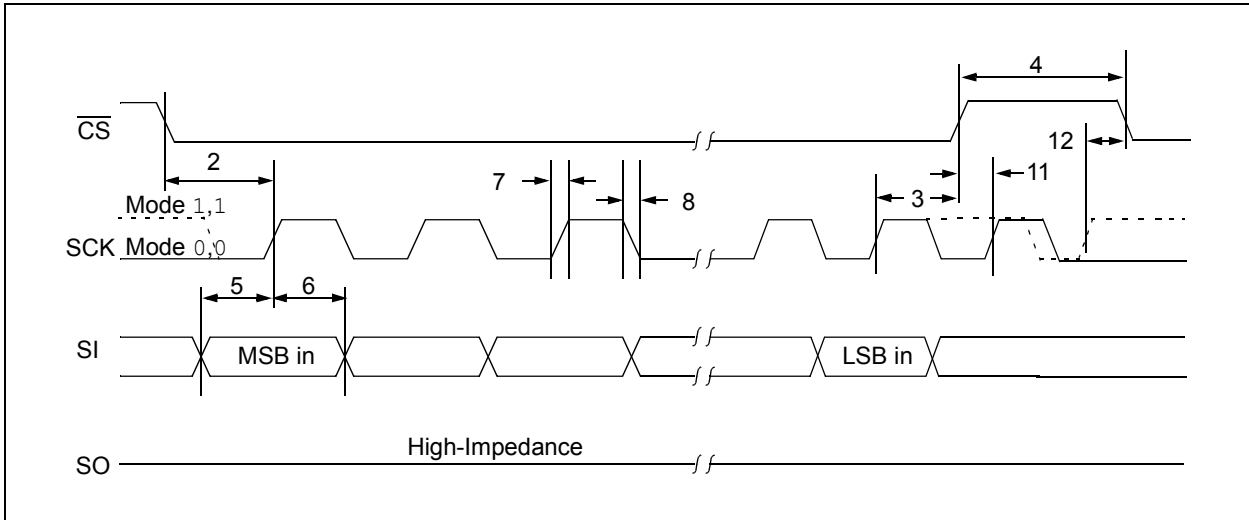 4
CS
12
2
7
8
3
11
Mode 1,1
SCK Mode 0,0
5
6
SI
MSB in
LSB in
High-Impedance
SO